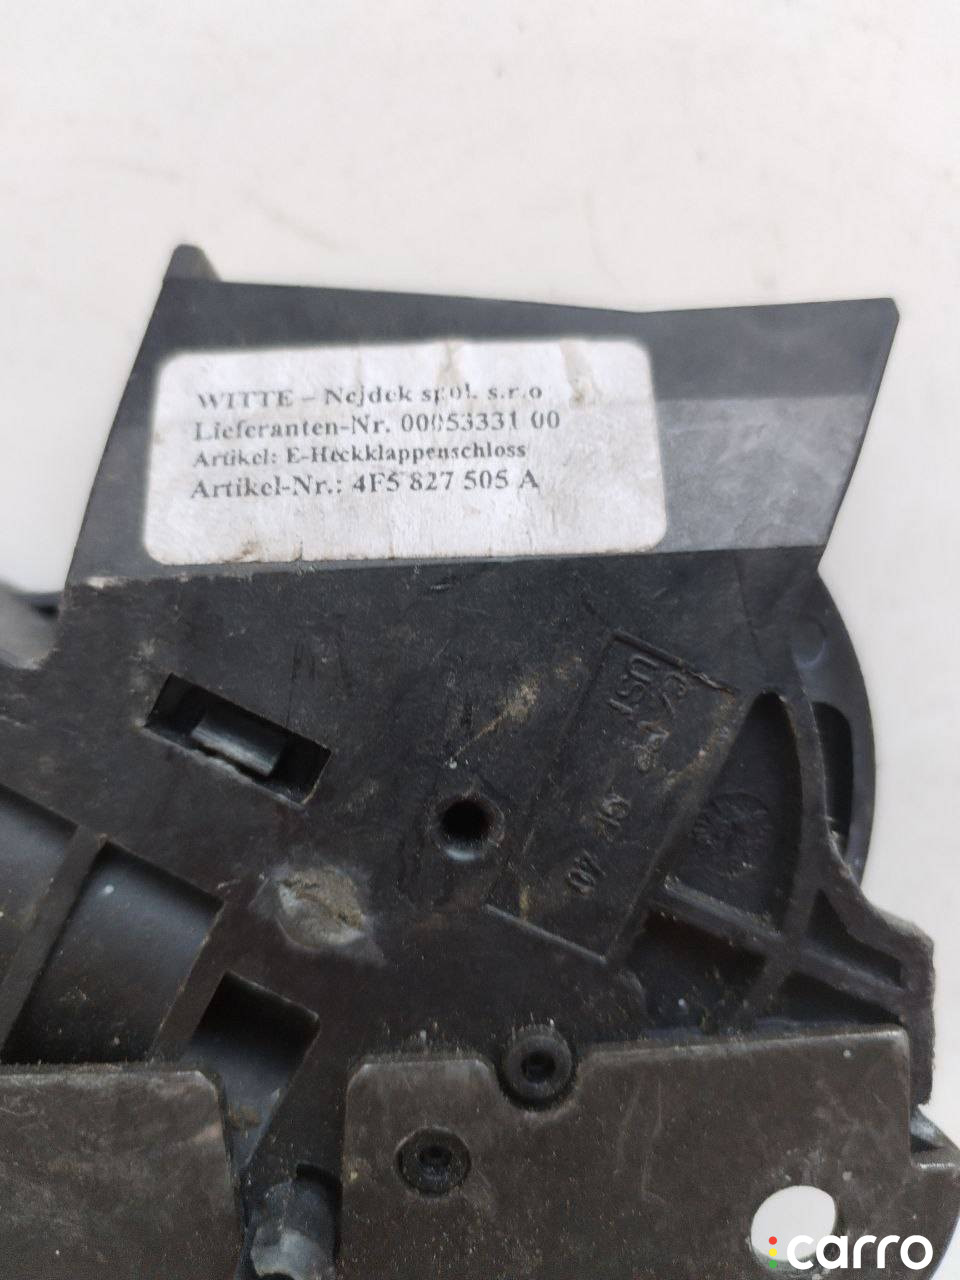 WITTE – Nejdek spol. s.r.o
Lieferanten-Nr. 00053331 00
Artikel: E-Heckklappenschloss
Artikel-Nr.: 4F5 827 505 A
carro